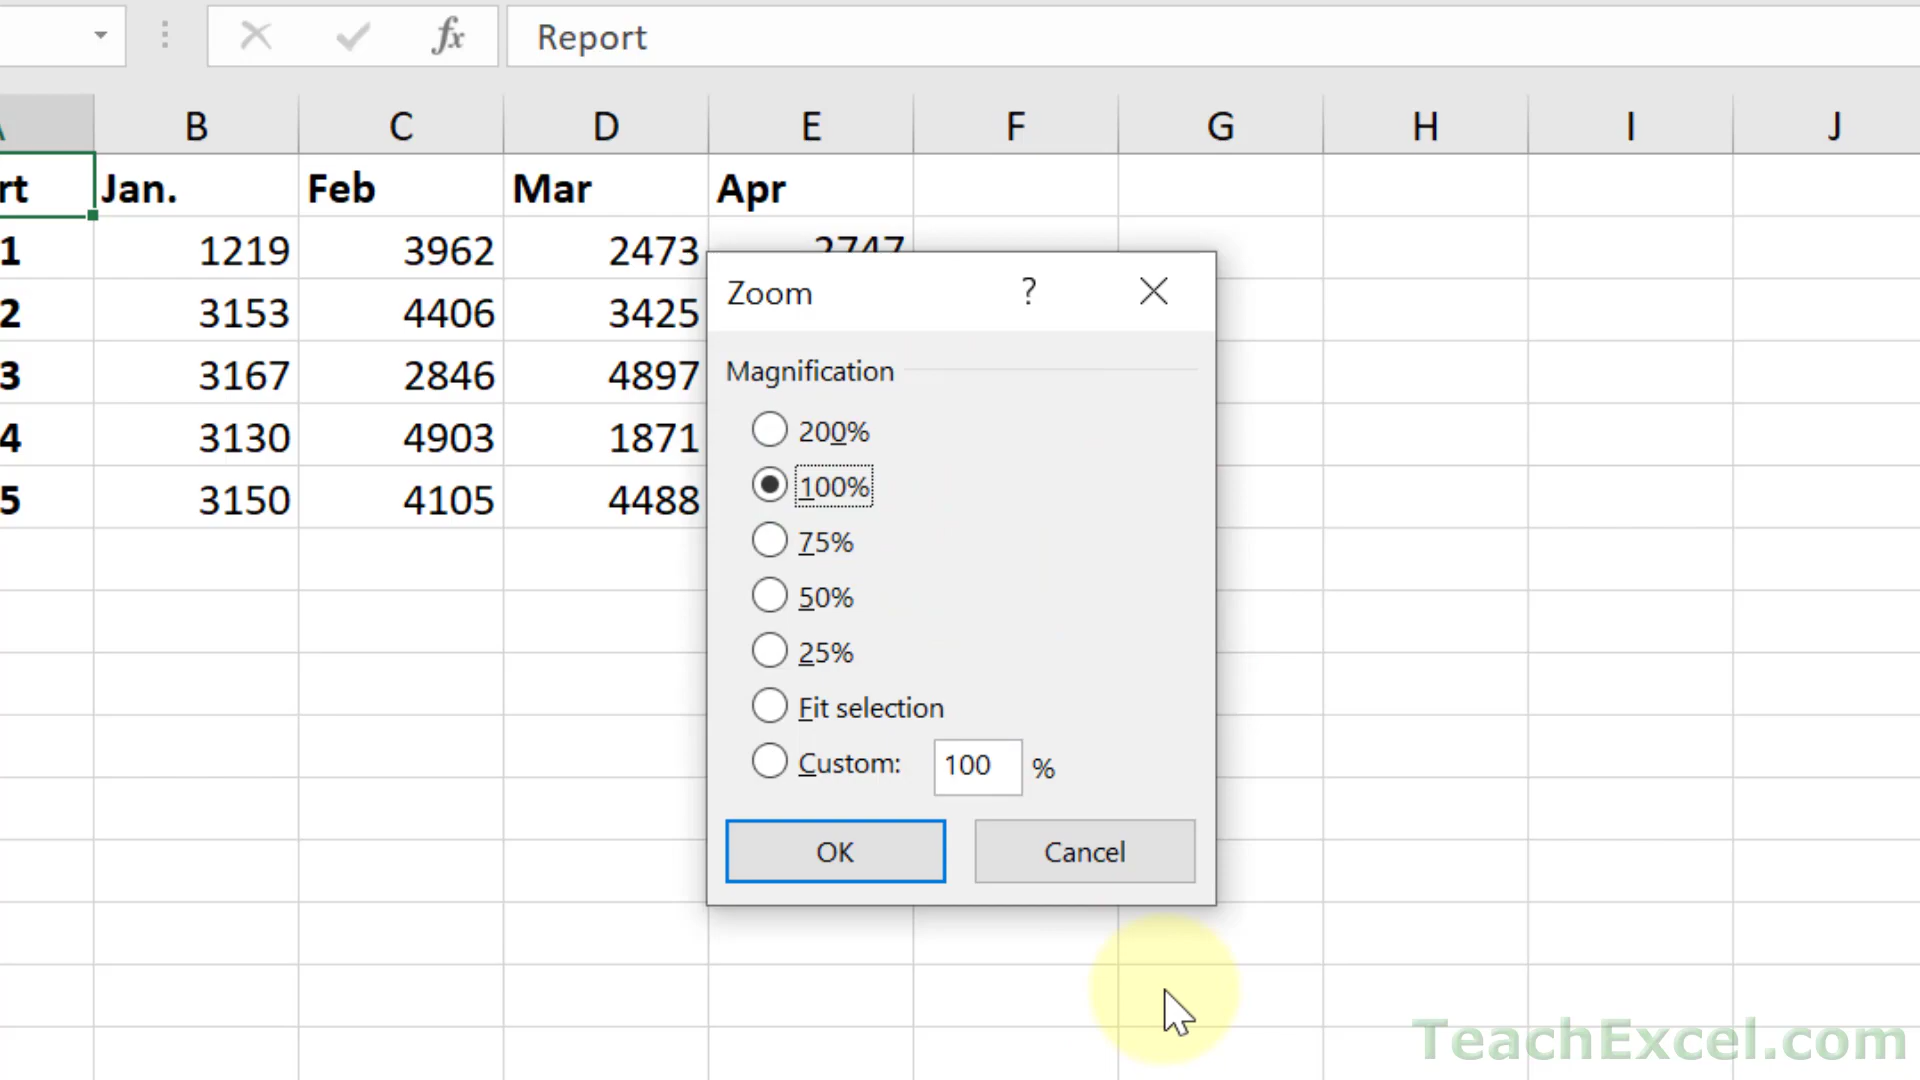 fx Report
B C D E F G H I J
rt Jan. Feb Mar Apr
1 1219 3962 2473 2747
2 3153 4406 3425
3 3167 2846 4897
4 3130 4903 1871
5 3150 4105 4488
Zoom ?
Magnification
200%
100%
75%
50%
25%
Fit selection
Custom: 100 %
OK Cancel
TeachExcel.com